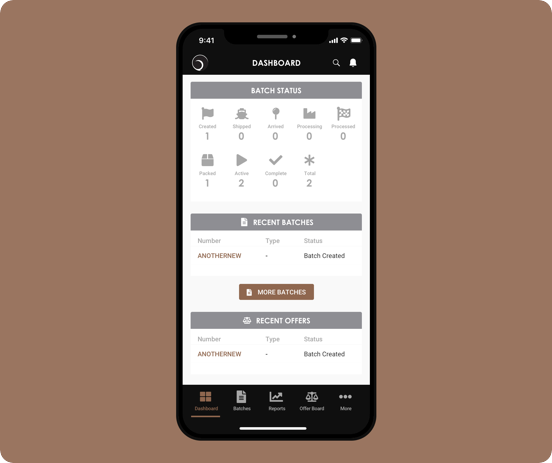 9:41
DASHBOARD
BATCH STATUS
Created Shipped Arrived Processing Processed
1 0 0 0 0
Packed Active Complete Total
1 2 0 2
RECENT BATCHES
Number Type Status
ANOTHERNEW - Batch Created
MORE BATCHES
RECENT OFFERS
Number Type Status
ANOTHERNEW - Batch Created
Dashboard Batches Reports Offer Board More